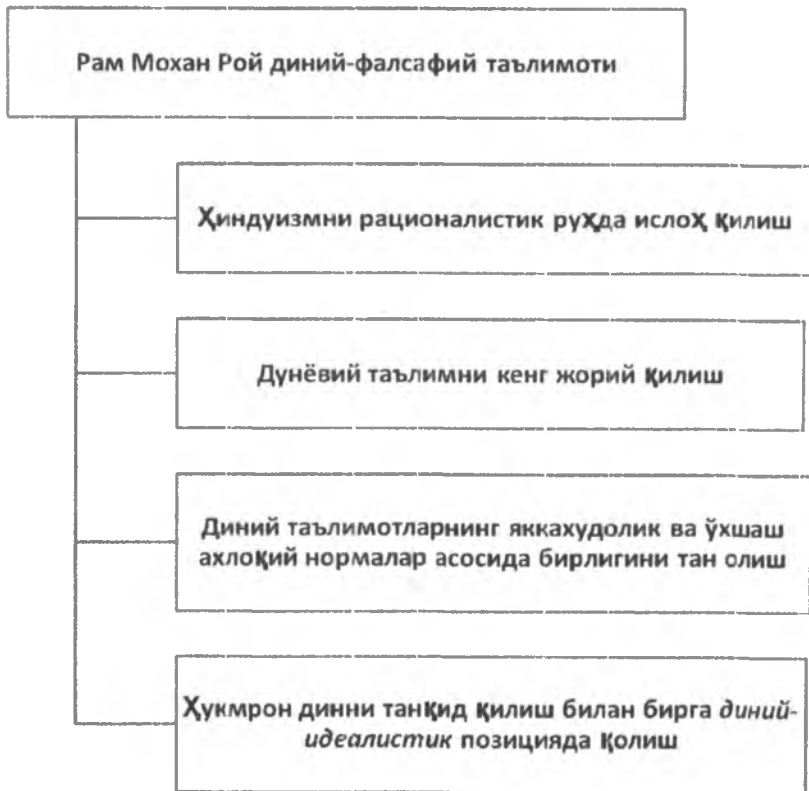 Рам Мохан Рой диний-фалсафий таълимоти
Ҳиндуизмни рационалистик руҳда ислоҳ қилиш
Дунёвий таълимни кенг жорий қилиш
Диний таълимотларнинг яккахудолик ва ўхшаш
ахлоқий нормалар асосида бирлигини тан олиш
Ҳукмрон динни танқид қилиш билан бирга диний-
идеалистик позицияда қолиш